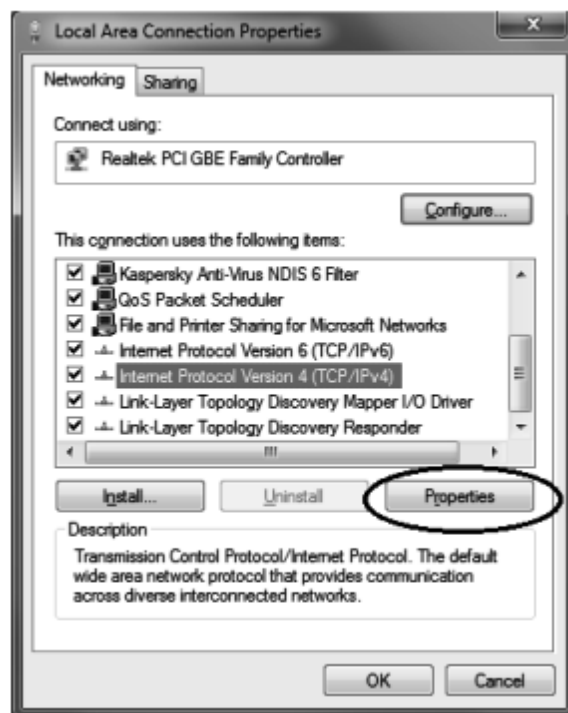 Local Area Connection Properties
Networking Sharing
Connect using:
Realtek PCI GBE Family Controller
Configure...
This connection uses the following items:
Kaspersky Anti-Virus NDIS 6 Filter
QoS Packet Scheduler
File and Printer Sharing for Microsoft Networks
Internet Protocol Version 6 (TCP/IPv6)
Internet Protocol Version 4 (TCP/IPv4)
Link-Layer Topology Discovery Mapper I/O Driver
Link-Layer Topology Discovery Responder
Install... Uninstall Properties
Description
Transmission Control Protocol/Internet Protocol. The default
wide area network protocol that provides communication
across diverse interconnected networks.
OK Cancel